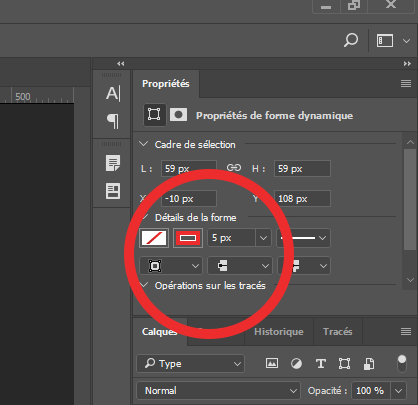 500
A|
Propriétés
Propriétés de forme dynamique
Cadre de sélection
L : 59 px H : 59 px
X -10 px Y 108 px
Détails de la forme
5 px
Opérations sur les tracés
Calques Historique Tracés
Type T
Normal Opacité : 100 %